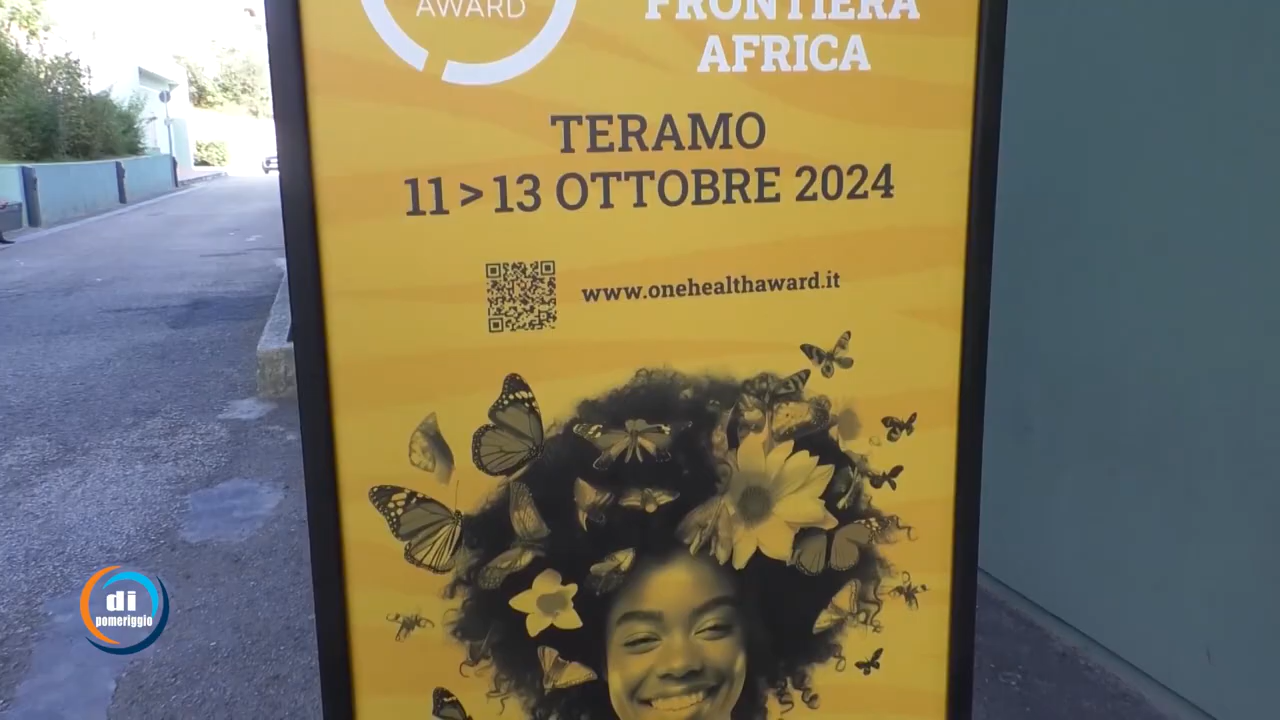 AWARD
FRONTIERA
AFRICA
TERAMO
11 > 13 OTTOBRE 2024
www.onehealthaward.it
di
pomeriggio